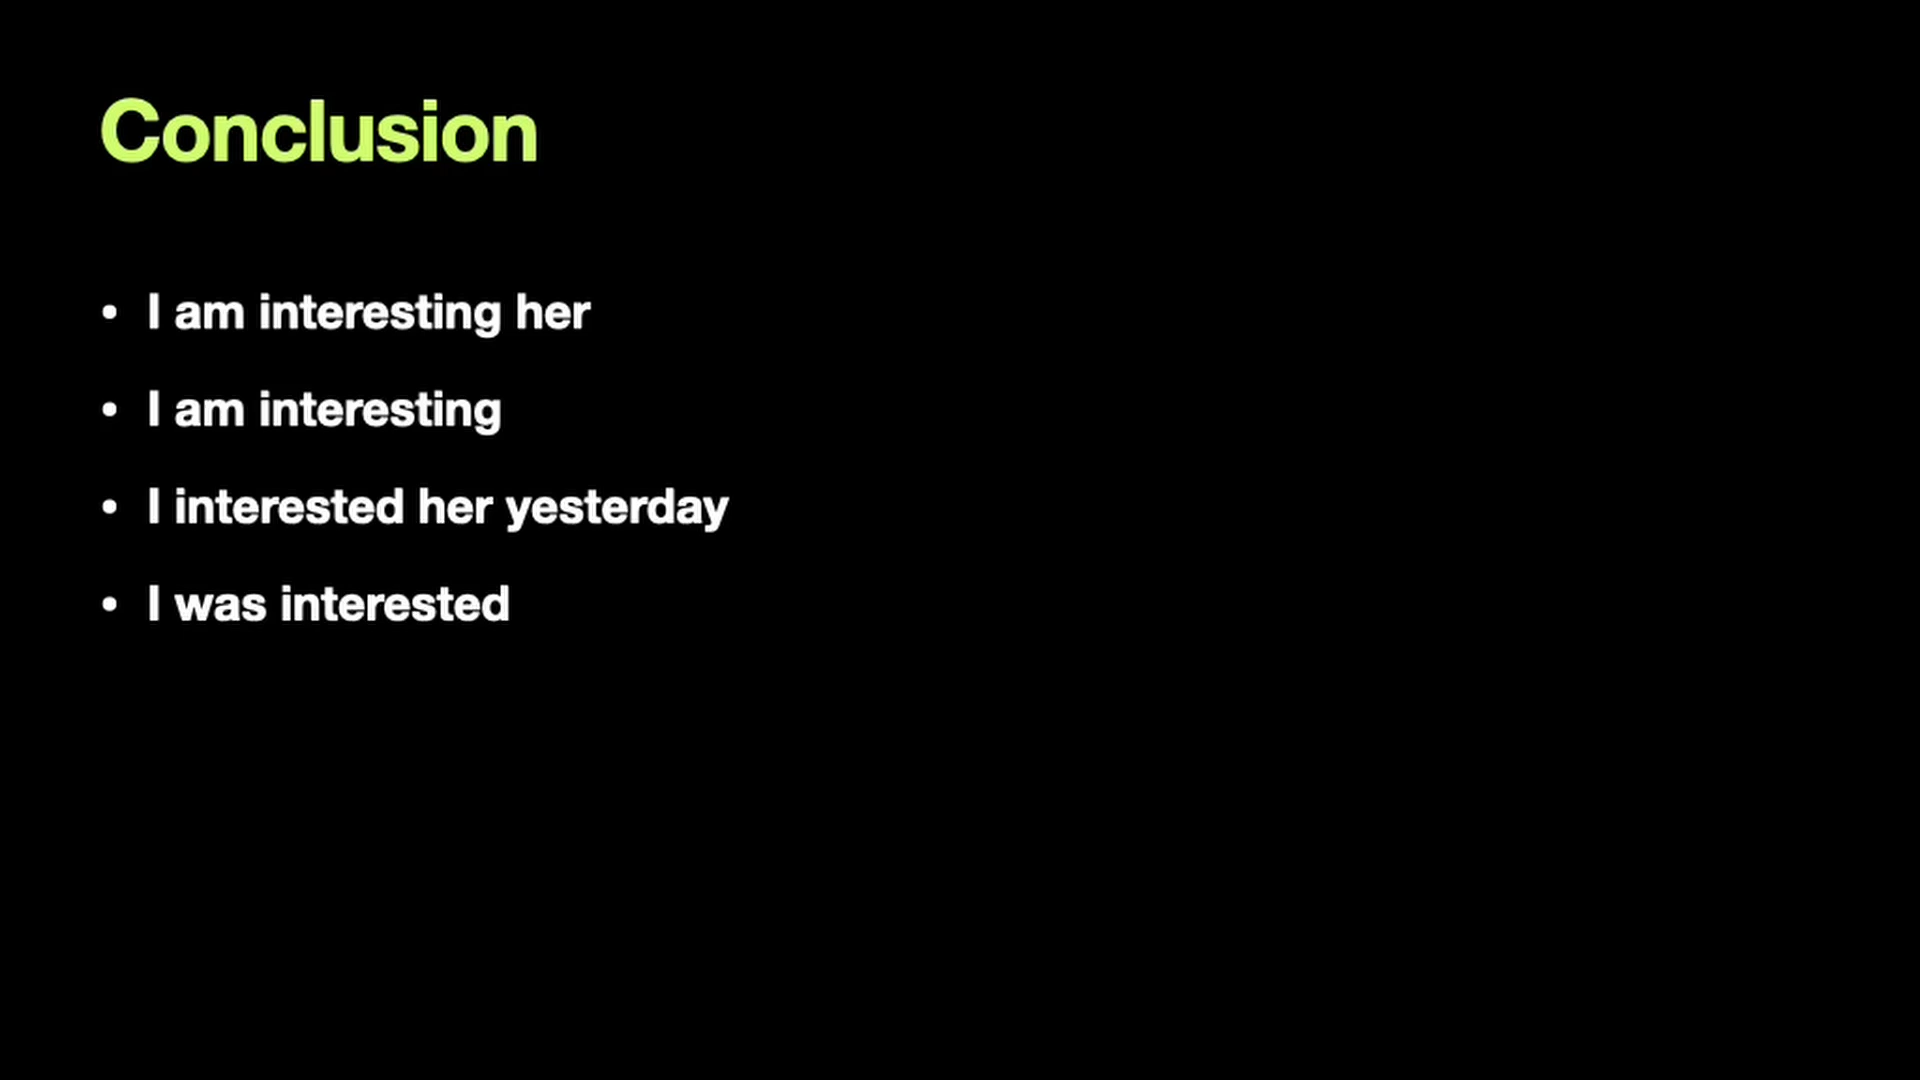 Conclusion
• I am interesting her
• I am interesting
• I interested her yesterday
• I was interested